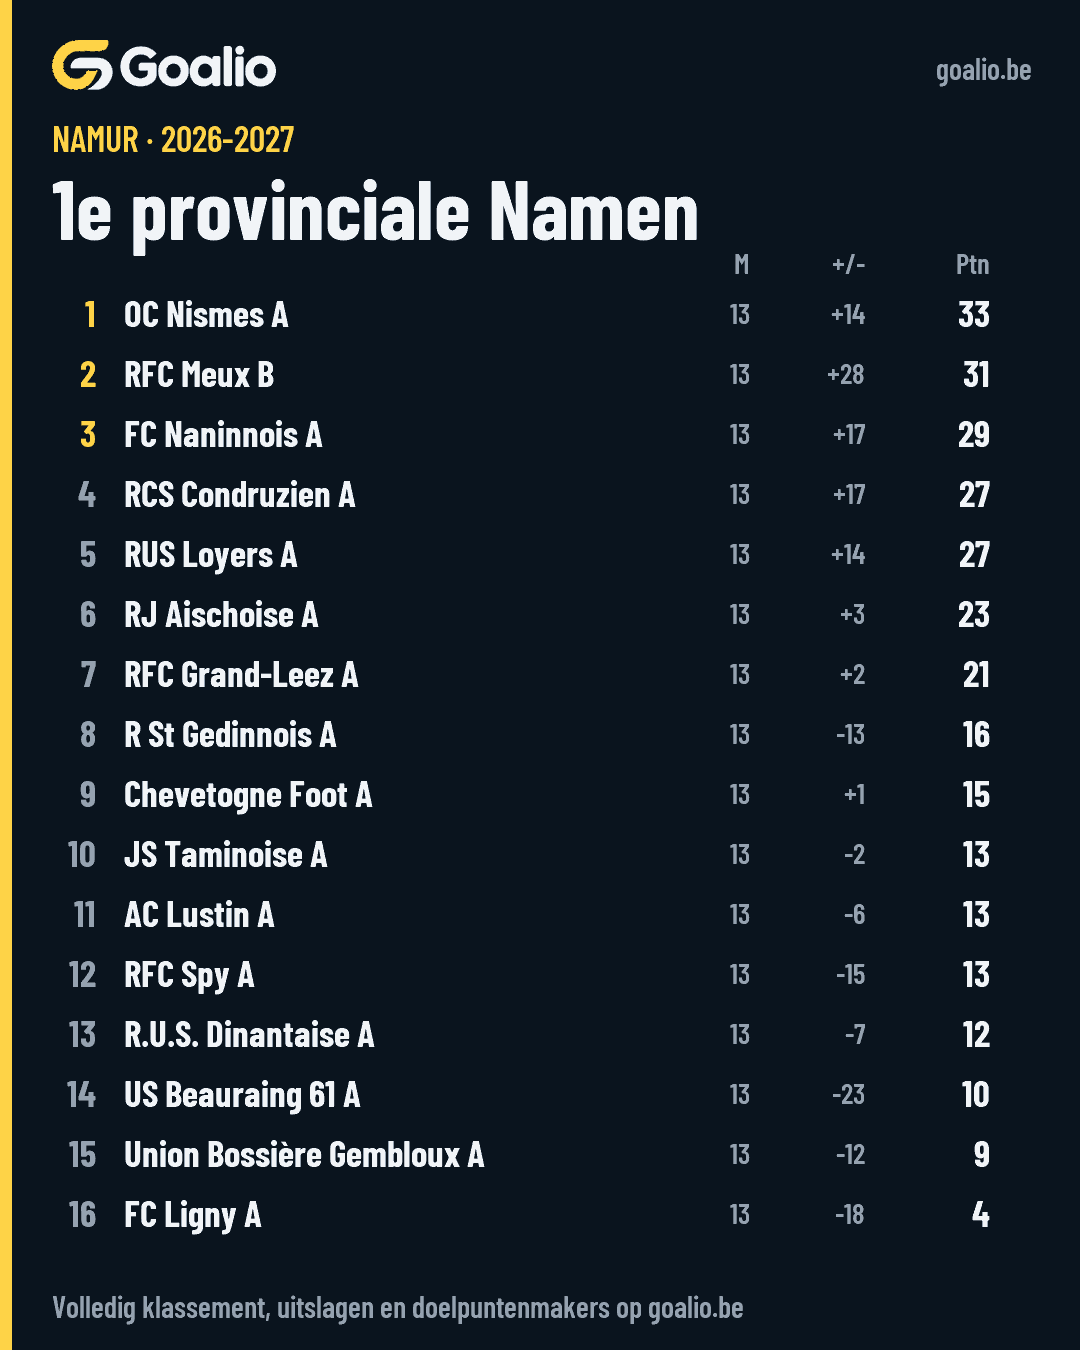 Goalio
goalio.be
NAMUR · 2026-2027
1e provinciale Namen
M +/- Ptn
1 OC Nismes A 13 +14 33
2 RFC Meux B 13 +28 31
3 FC Naninnois A 13 +17 29
4 RCS Condruzien A 13 +17 27
5 RUS Loyers A 13 +14 27
6 RJ Aischoise A 13 +3 23
7 RFC Grand-Leez A 13 +2 21
8 R St Gedinnois A 13 -13 16
9 Chevetogne Foot A 13 +1 15
10 JS Taminoise A 13 -2 13
11 AC Lustin A 13 -6 13
12 RFC Spy A 13 -15 13
13 R.U.S. Dinantaise A 13 -7 12
14 US Beauraing 61 A 13 -23 10
15 Union Bossière Gembloux A 13 -12 9
16 FC Ligny A 13 -18 4
Volledig klassement, uitslagen en doelpuntenmakers op goalio.be